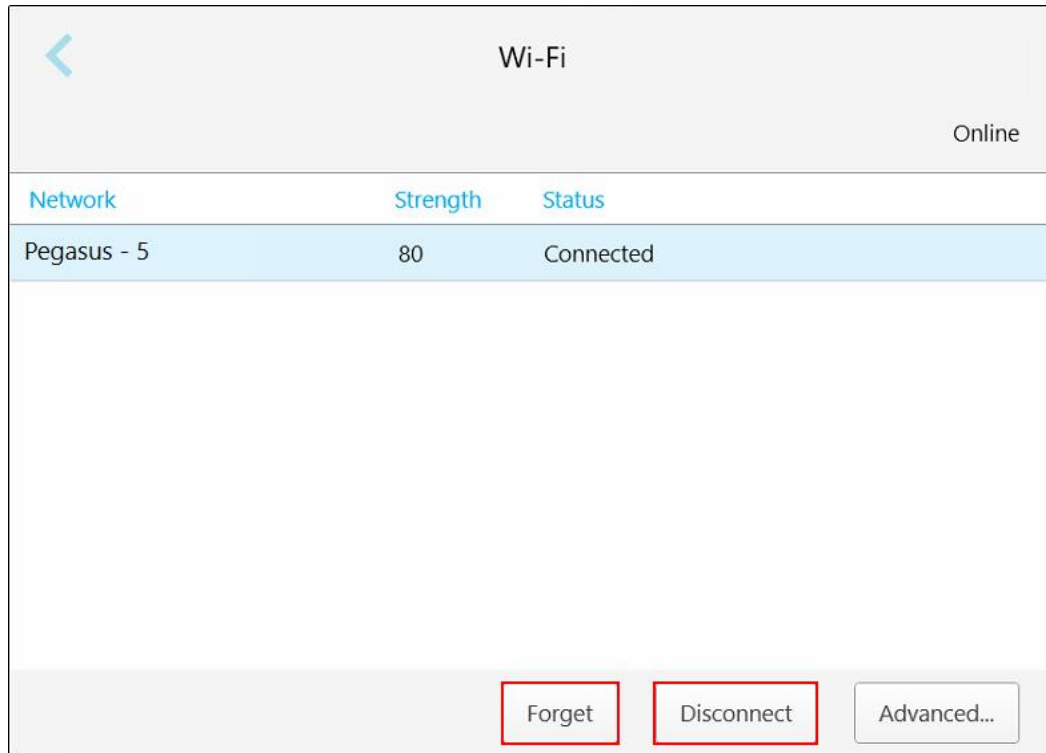 Wi-Fi
Online
Network Strength Status
Pegasus - 5 80 Connected
Forget Disconnect Advanced...